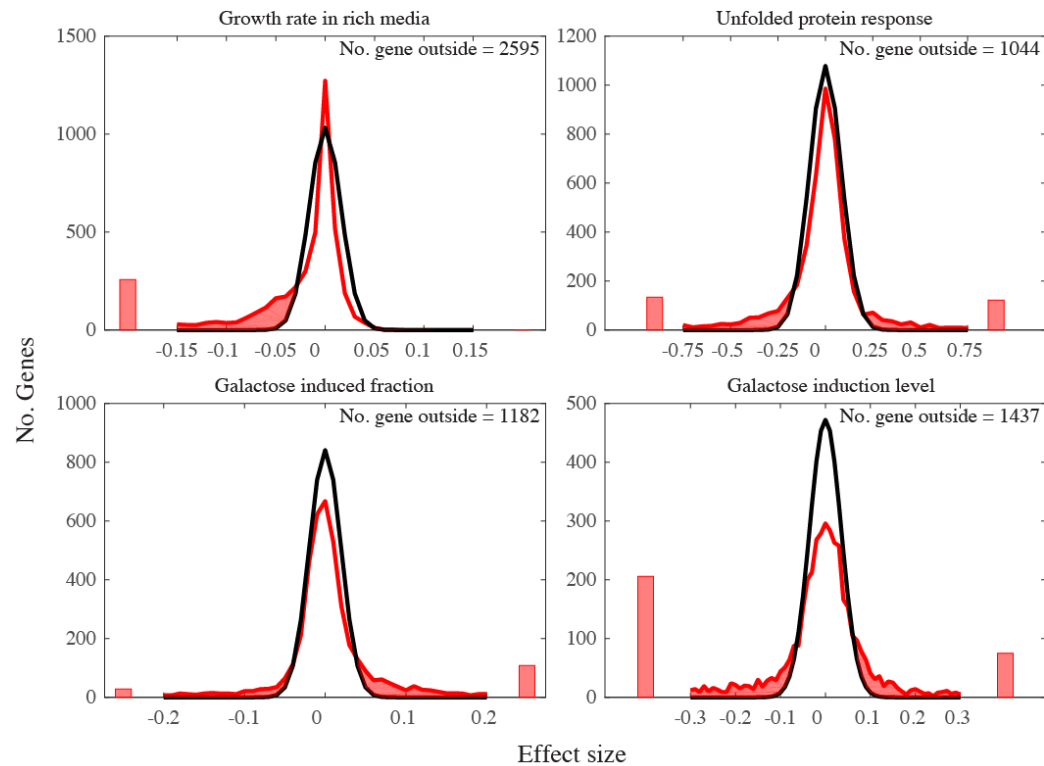 Growth rate in rich media
No. gene outside = 2595
1500
1000
500
0
-0.15 -0.1 -0.05 0 0.05 0.1 0.15
Unfolded protein response
No. gene outside = 1044
1200
1000
800
600
400
200
0
-0.75 -0.5 -0.25 0 0.25 0.5 0.75
No. Genes
Galactose induced fraction
No. gene outside = 1182
1000
800
600
400
200
0
-0.2 -0.1 0 0.1 0.2
Galactose induction level
No. gene outside = 1437
500
400
300
200
100
0
-0.3 -0.2 -0.1 0 0.1 0.2 0.3
Effect size